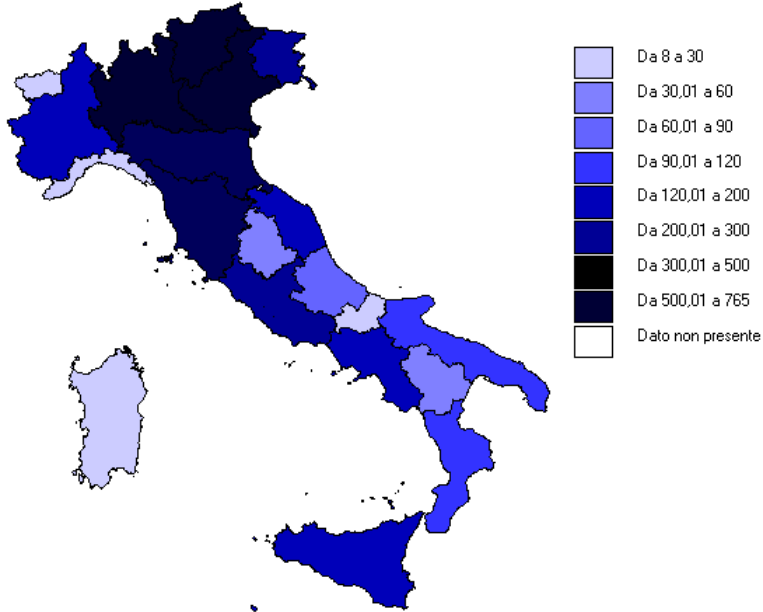 Da 8 a 30
Da 30,01 a 60
Da 60,01 a 90
Da 90,01 a 120
Da 120,01 a 200
Da 200,01 a 300
Da 300,01 a 500
Da 500,01 a 765
Dato non presente